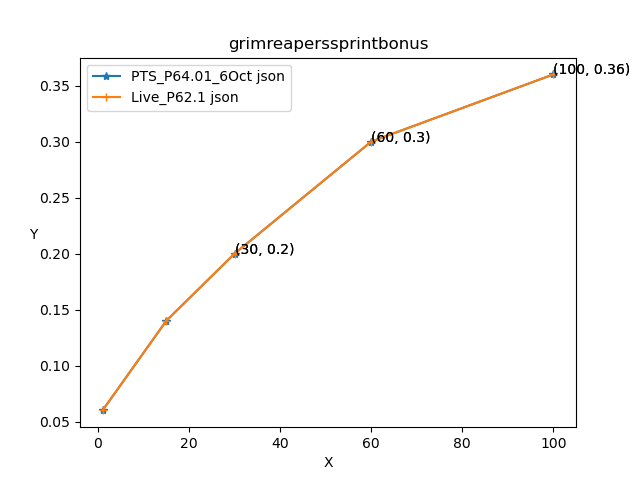 grimreaperssprintbonus
PTS_P64.01_6Oct json
Live_P62.1 json
(100, 0.36)
(60, 0.3)
(30, 0.2)
0.35
0.30
0.25
0.20
0.15
0.10
0.05
Y
0 20 40 60 80 100
X